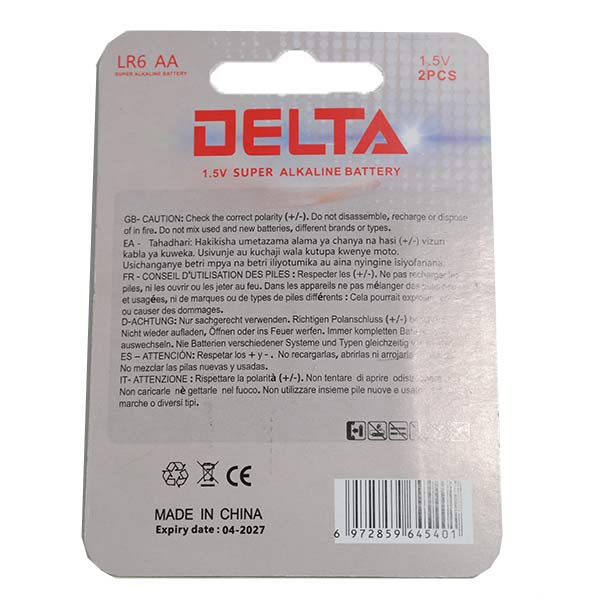 LR6 AA
SUPER ALKALINE BATTERY
1.5V
2PCS
DELTA
1.5V SUPER ALKALINE BATTERY
GB- CAUTION: Check the correct polarity (+/-). Do not disassemble, recharge or dispose
of in fire. Do not mix used and new batteries, different brands or types.
EA - Tahadhari: Hakikisha umetazama alama ya chanya na hasi (+/-) vizuri
kabla ya kuweka. Usivunje au kuchaji wala kutupa kwenye moto.
Usichanganye betri mpya na betri iliyotumika au aina nyingine isiyofanana.
FR - CONSEIL D'UTILISATION DES PILES : Respecter les (+/-). Ne pas recharger les
piles, ni les ouvrir ou les jeter au feu. Dans les appareils ne pas mélanger des piles
et usagées, ni de marques ou de types de piles différents : Cela pourrait
ou causer des dommages.
D-ACHTUNG: Nur sachgerecht verwenden. Richtigen Polanschluss (+/-)
Nicht wieder aufladen, Öffnen oder ins Feuer werfen. Immer kompletten
auswechseln. Nie Batterien verschiedener Systeme und Typen gleichzeitig
ES – ATTENCIÓN: Respetar los + y - . No recargarlas, abrirlas ni arrojarla
No mezclar las pilas nuevas y usadas.
IT- ATTENZIONE : Rispettare la polarità (+/-). Non tentare di aprire
Non caricarle nè gettarle nel fuoco. Non utilizzare insieme pile nuove e
marche o diversi tipi.
CE
MADE IN CHINA
Expiry date : 04-2027
6 972859 645401